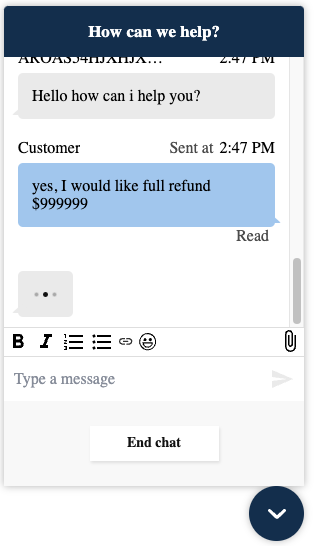 How can we help?
2:47 PM
Hello how can i help you?
Customer Sent at 2:47 PM
yes, I would like full refund
$999999
Read
B I
Type a message
End chat